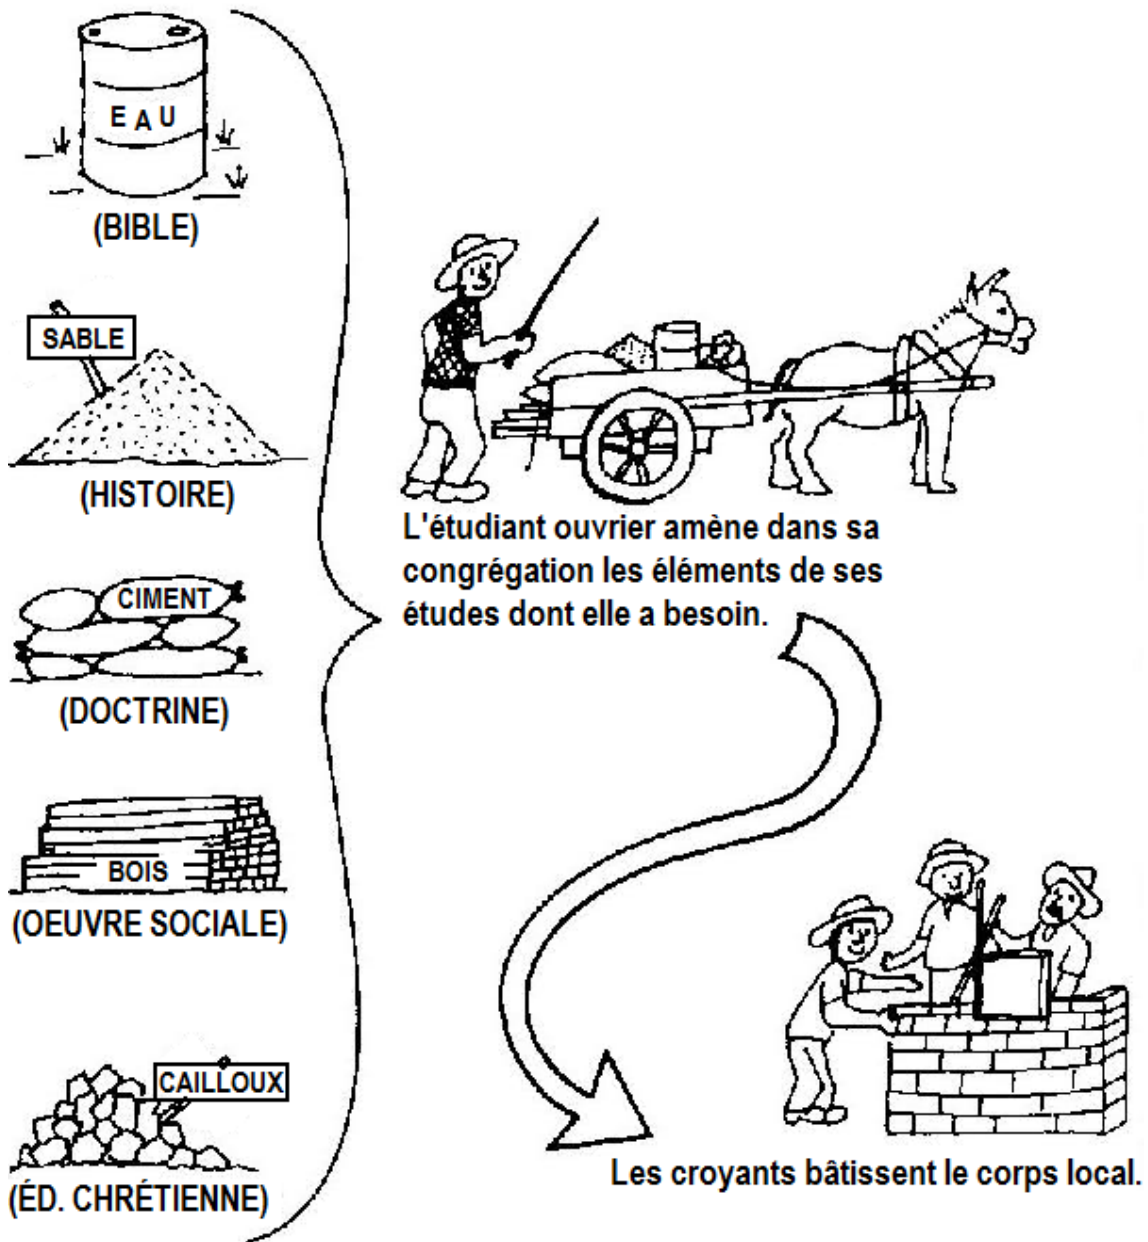 EAU
(BIBLE)
SABLE
(HISTOIRE)
CIMENT
(DOCTRINE)
BOIS
(OEUVRE SOCIALE)
CAILLOUX
(ÉD. CHRÉTIENNE)
L'étudiant ouvrier amène dans sa
congrégation les éléments de ses
études dont elle a besoin.
Les croyants bâtissent le corps local.